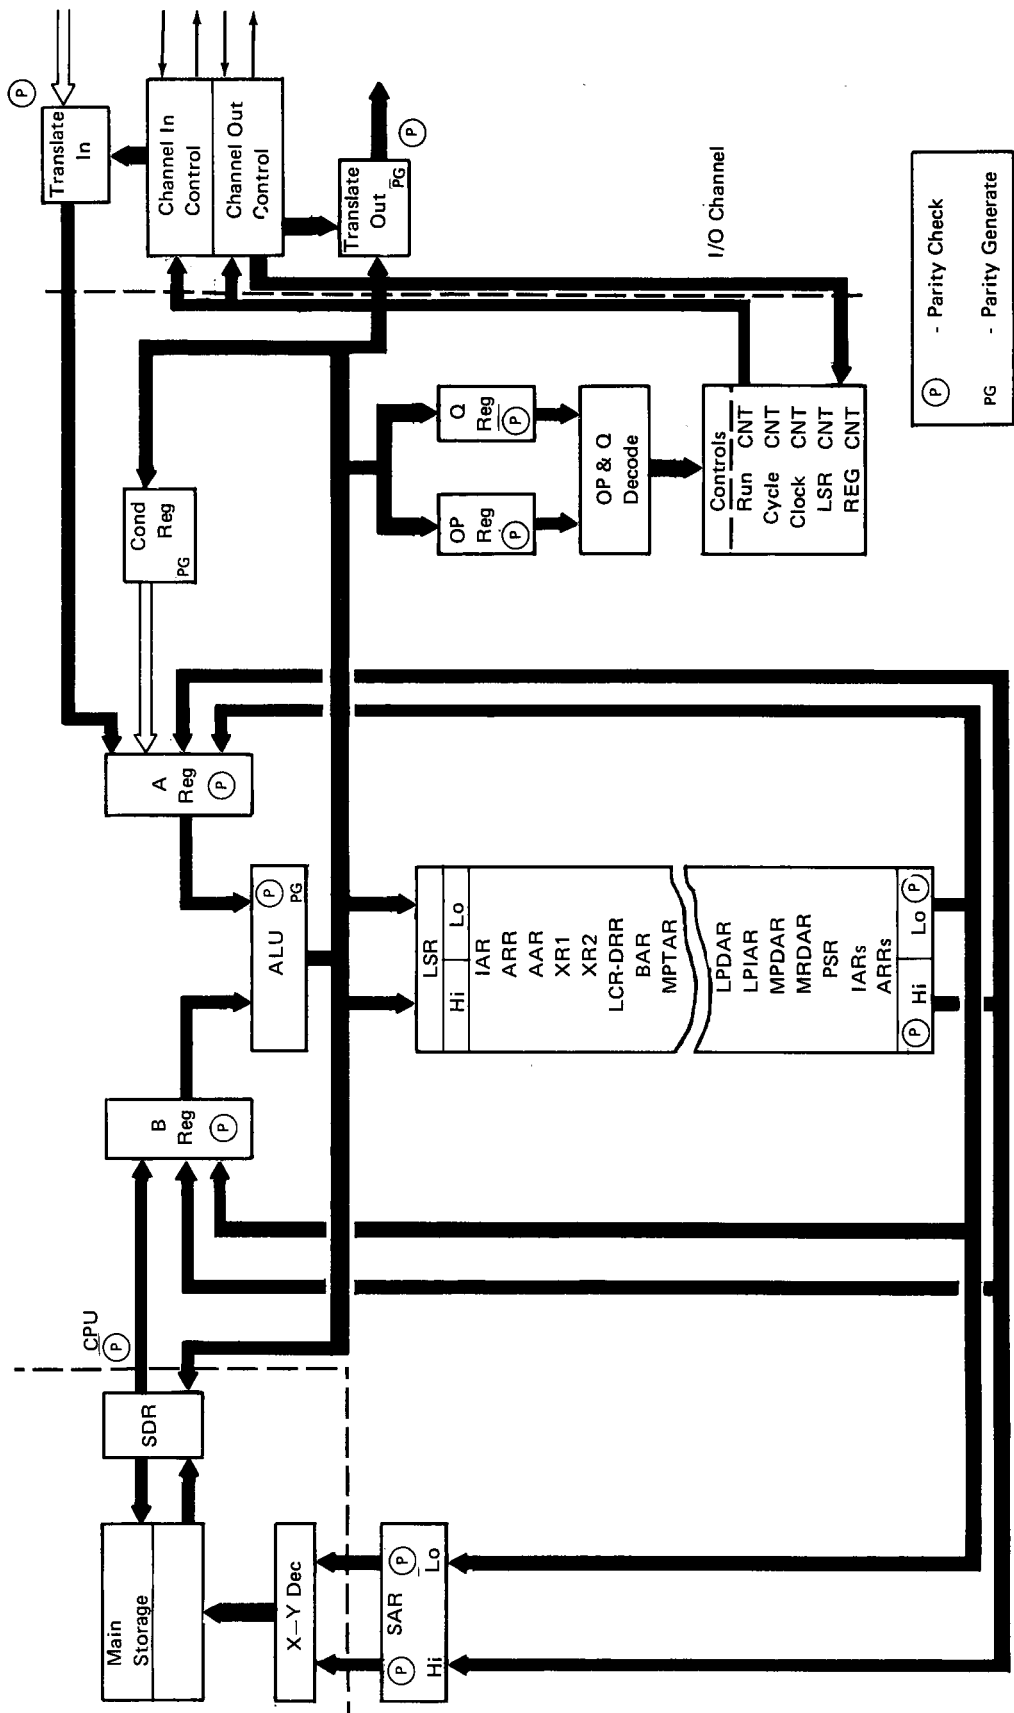 Main
Storage
SDR
X–Y Dec
P
SAR
P
Hi
Lo
CPU
P
B
Reg
P
A
Reg
P
ALU
P
PG
LSR
Hi
Lo
IAR
ARR
AAR
XR1
XR2
LCR-DRR
BAR
MPTAR
LPDAR
LPIAR
MPDAR
MRDAR
PSR
IARs
ARRs
P
Hi
Lo
P
Cond
Reg
PG
OP
Reg
P
Q
Reg
P
OP & Q
Decode
Controls
Run CNT
Cycle CNT
Clock CNT
LSR CNT
REG CNT
Translate
In
P
Channel In
Control
Channel Out
Control
Translate
Out
PG
P
I/O Channel
P - Parity Check
PG - Parity Generate